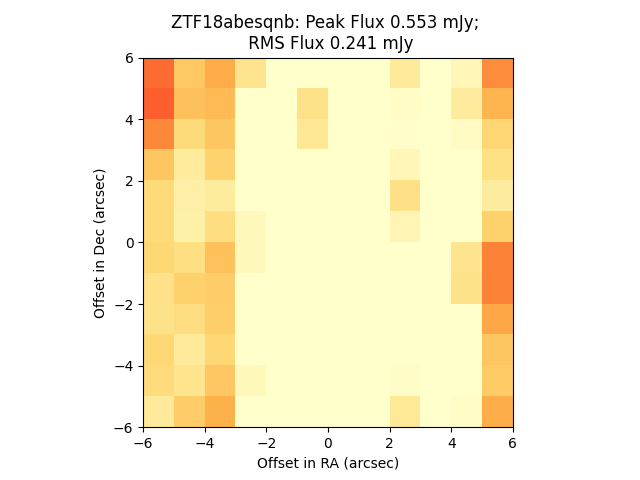 ZTF18abesqnb: Peak Flux 0.553 mJy;
RMS Flux 0.241 mJy
6
4
2
0
−2
−4
−6
Offset in Dec (arcsec)
−6 −4 −2 0 2 4 6
Offset in RA (arcsec)